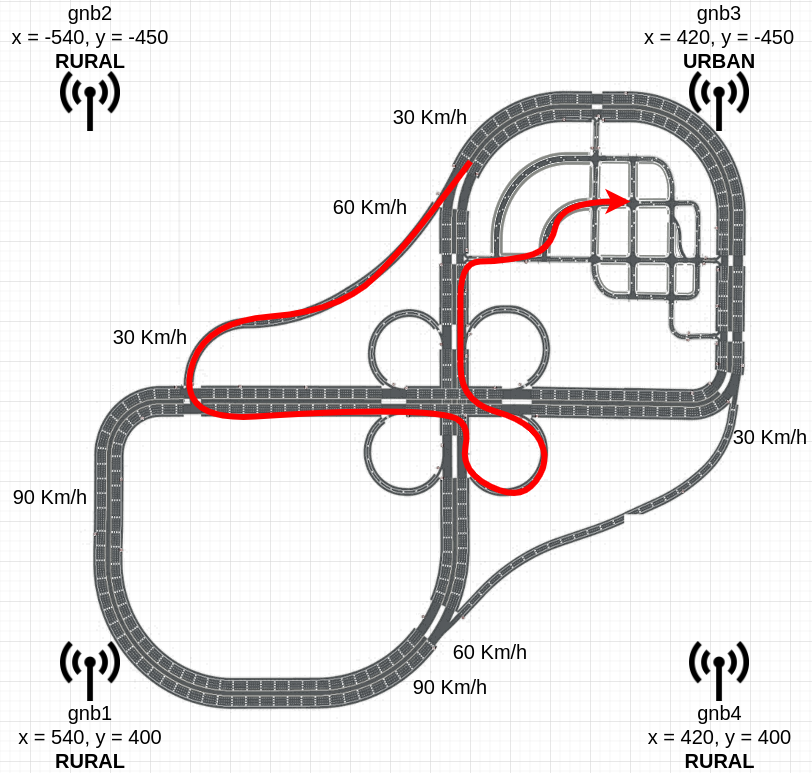 gnb2
x = -540, y = -450
RURAL
gnb3
x = 420, y = -450
URBAN
30 Km/h
60 Km/h
30 Km/h
30 Km/h
90 Km/h
60 Km/h
90 Km/h
gnb1
x = 540, y = 400
RURAL
gnb4
x = 420, y = 400
RURAL